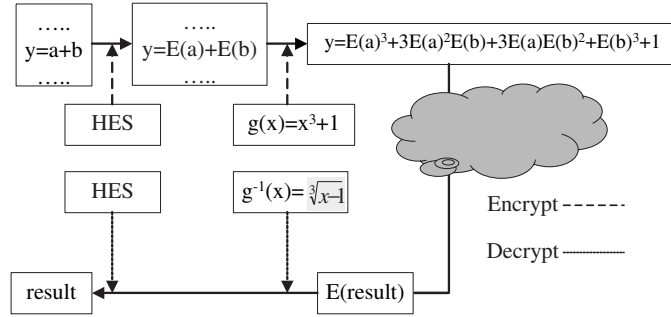 …..
y=a+b
…..
…..
y=E(a)+E(b)
…..
y=E(a)³+3E(a)²E(b)+3E(a)E(b)²+E(b)³+1
HES
g(x)=x³+1
HES
g⁻¹(x)=∛x−1
Encrypt
Decrypt
result
E(result)